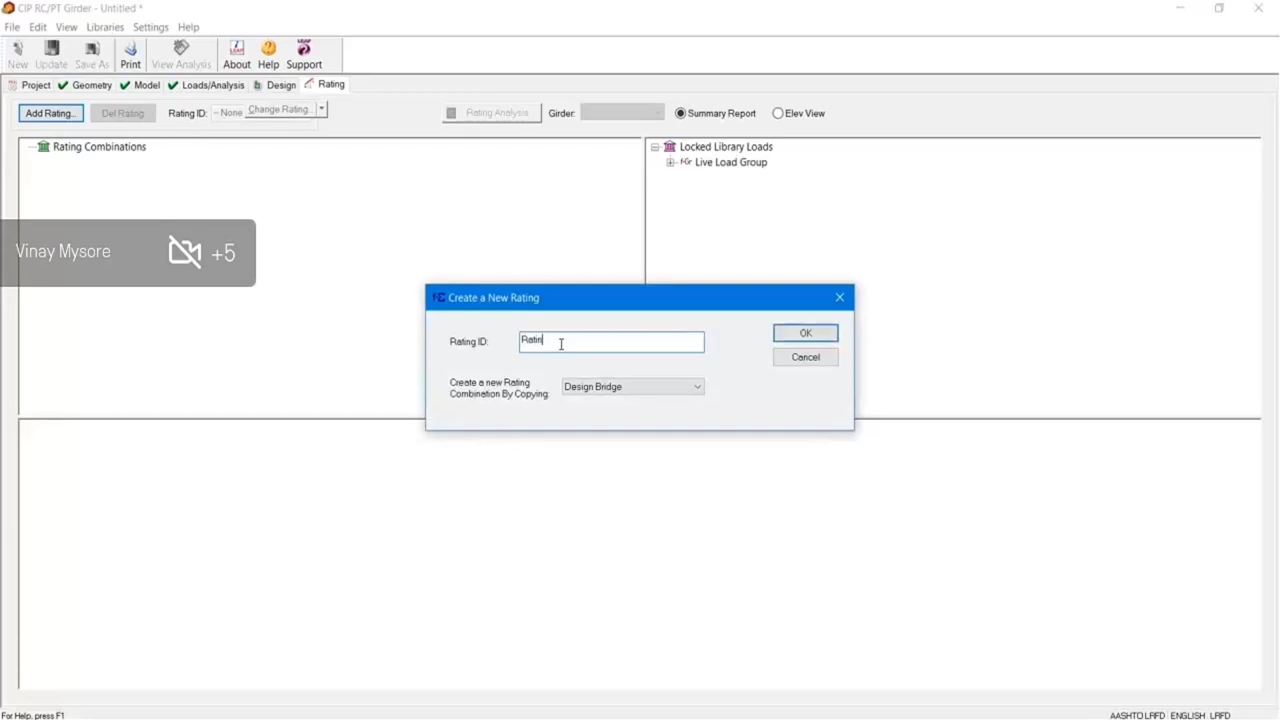 CIP RC/PT Girder - Untitled *
File Edit View Libraries Settings Help
New Update Save As Print View Analysis About Help Support
Project Geometry Model Loads/Analysis Design Rating
Add Rating... Del Rating Rating ID: -- None Change Rating... Rating Analysis Girder: Summary Report Elev View
Rating Combinations
Locked Library Loads
Live Load Group
Vinay Mysore +5
Create a New Rating
Rating ID: Ratin OK
Cancel
Create a new Rating
Combination By Copying: Design Bridge
For Help, press F1 AASHTO LRFD ENGLISH LRFD